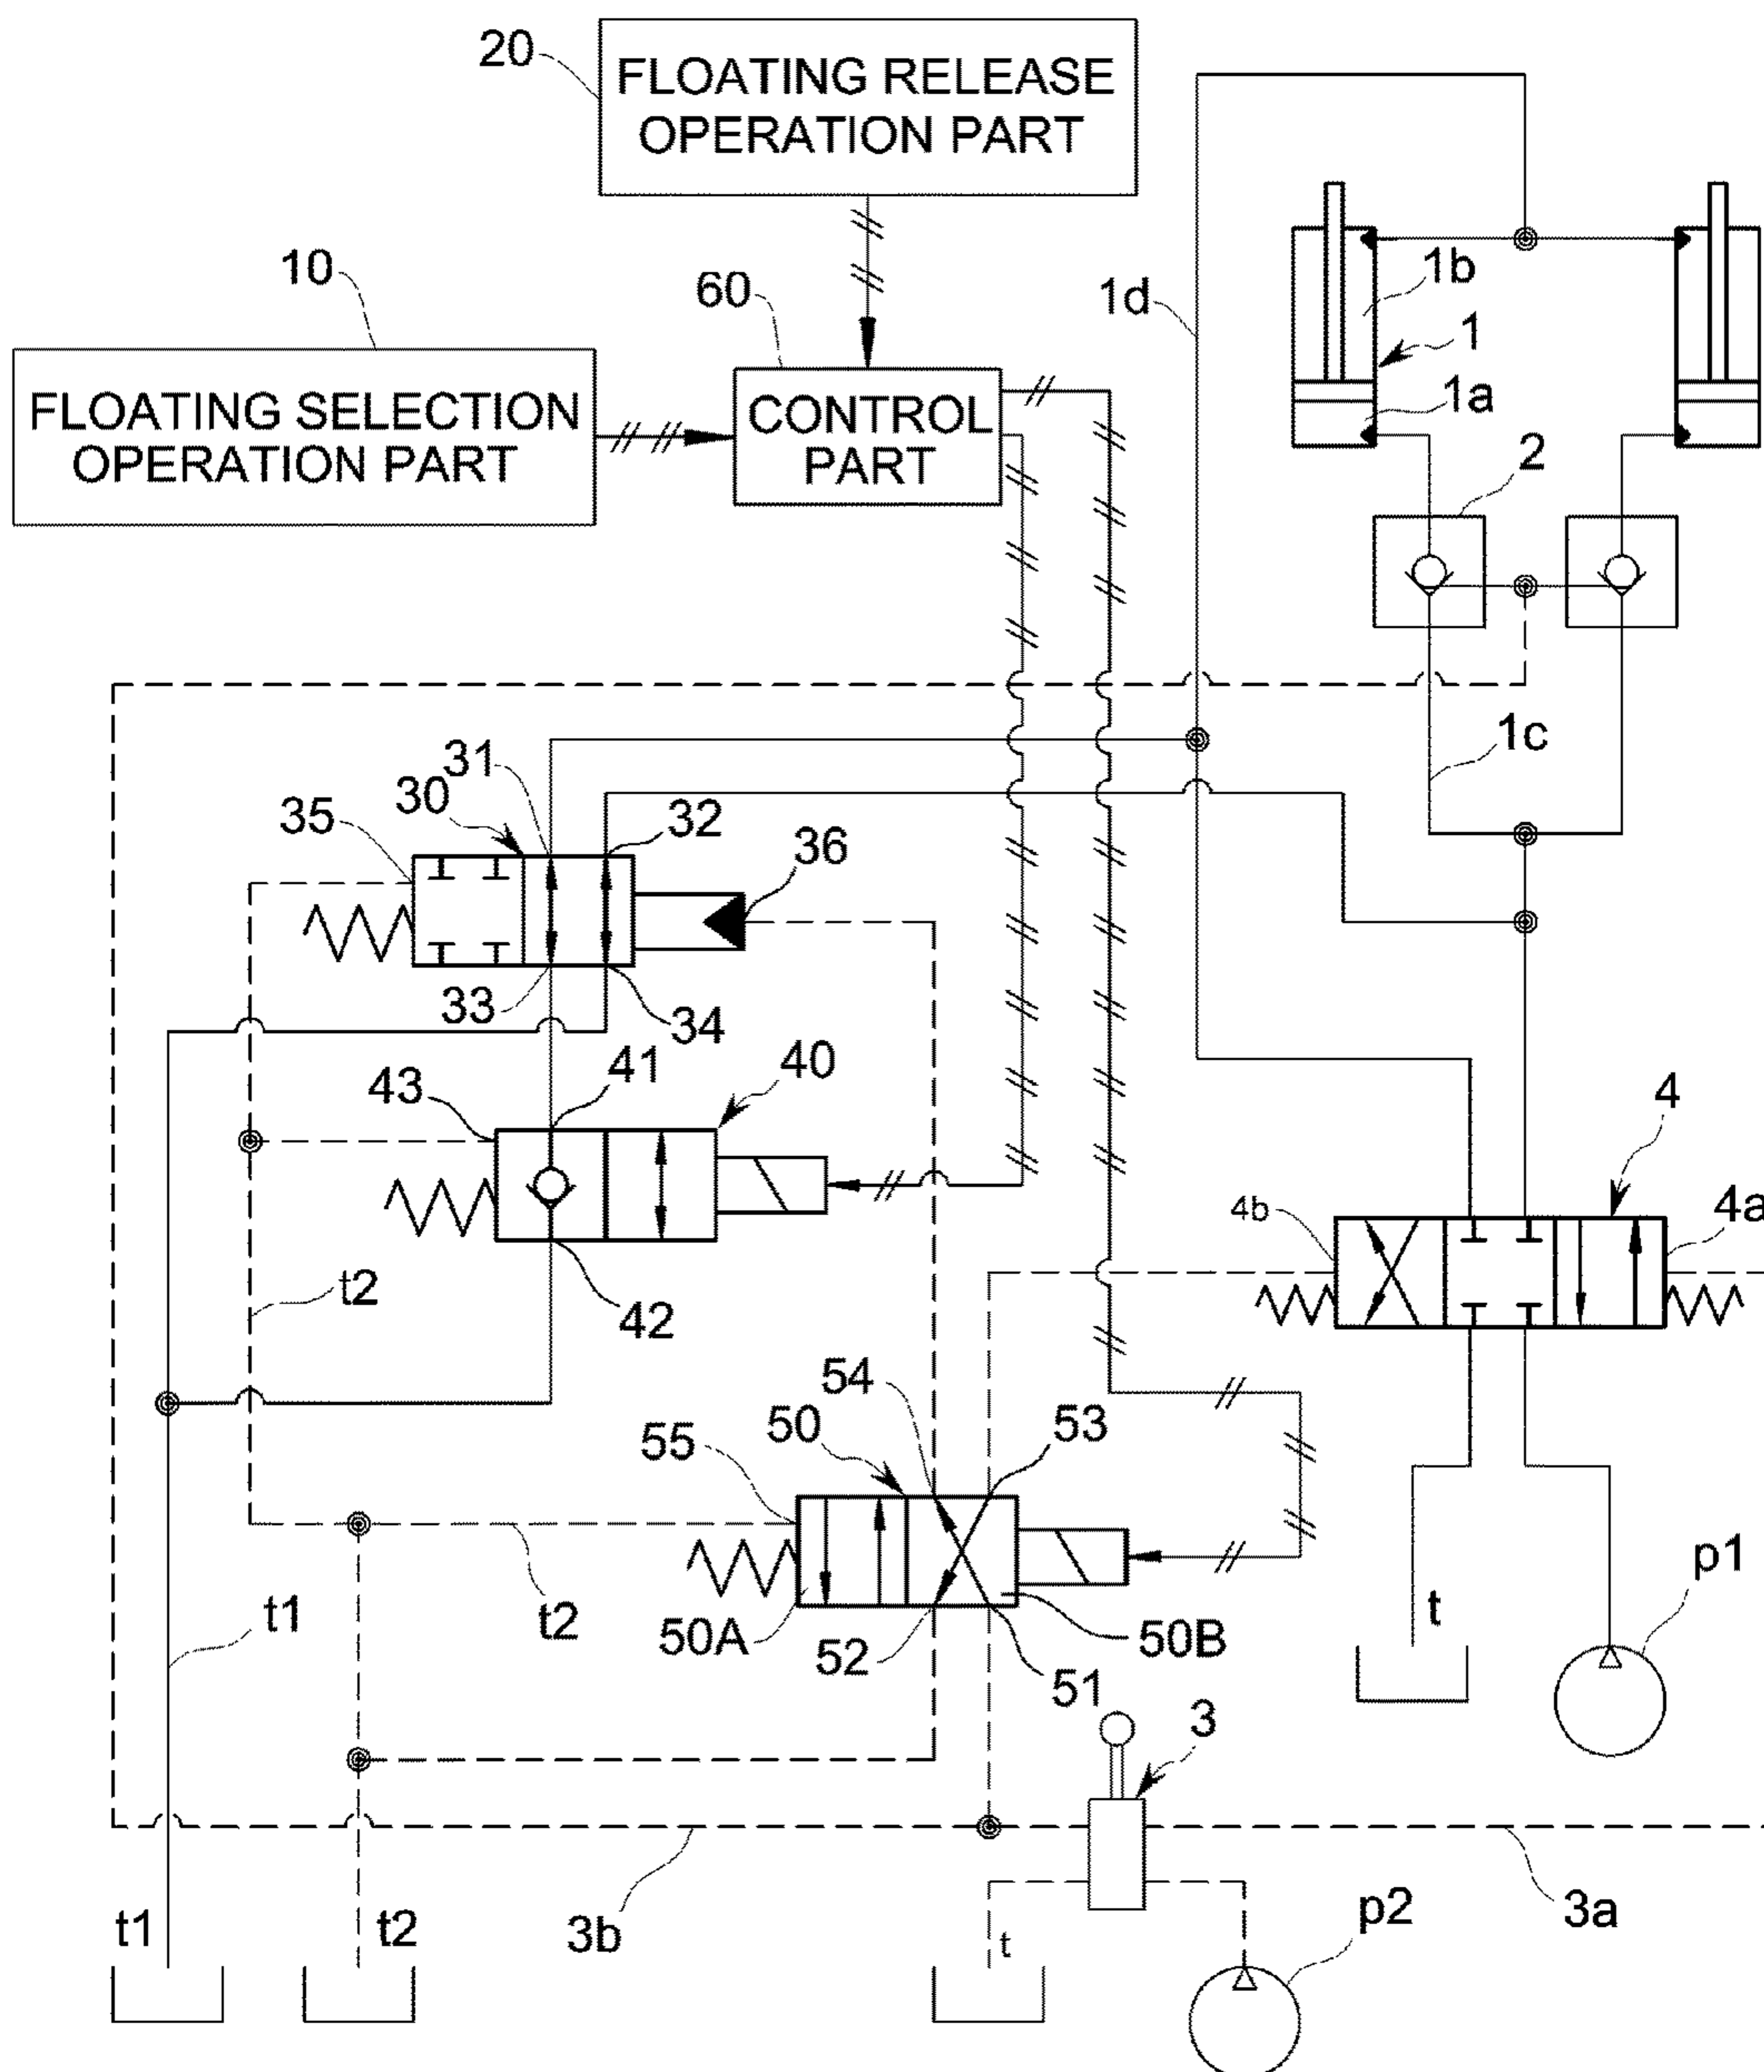 20
FLOATING RELEASE
OPERATION PART
10
60
1d
1b
1
1a
FLOATING SELECTION
OPERATION PART
CONTROL
PART
2
1c
31
30
32
35
36
33
34
41
40
43
4
4b
4a
t2
42
54
50
53
55
p1
t1
t2
50A
52
50B
t
51
3
t1
t2
3b
t
p2
3a